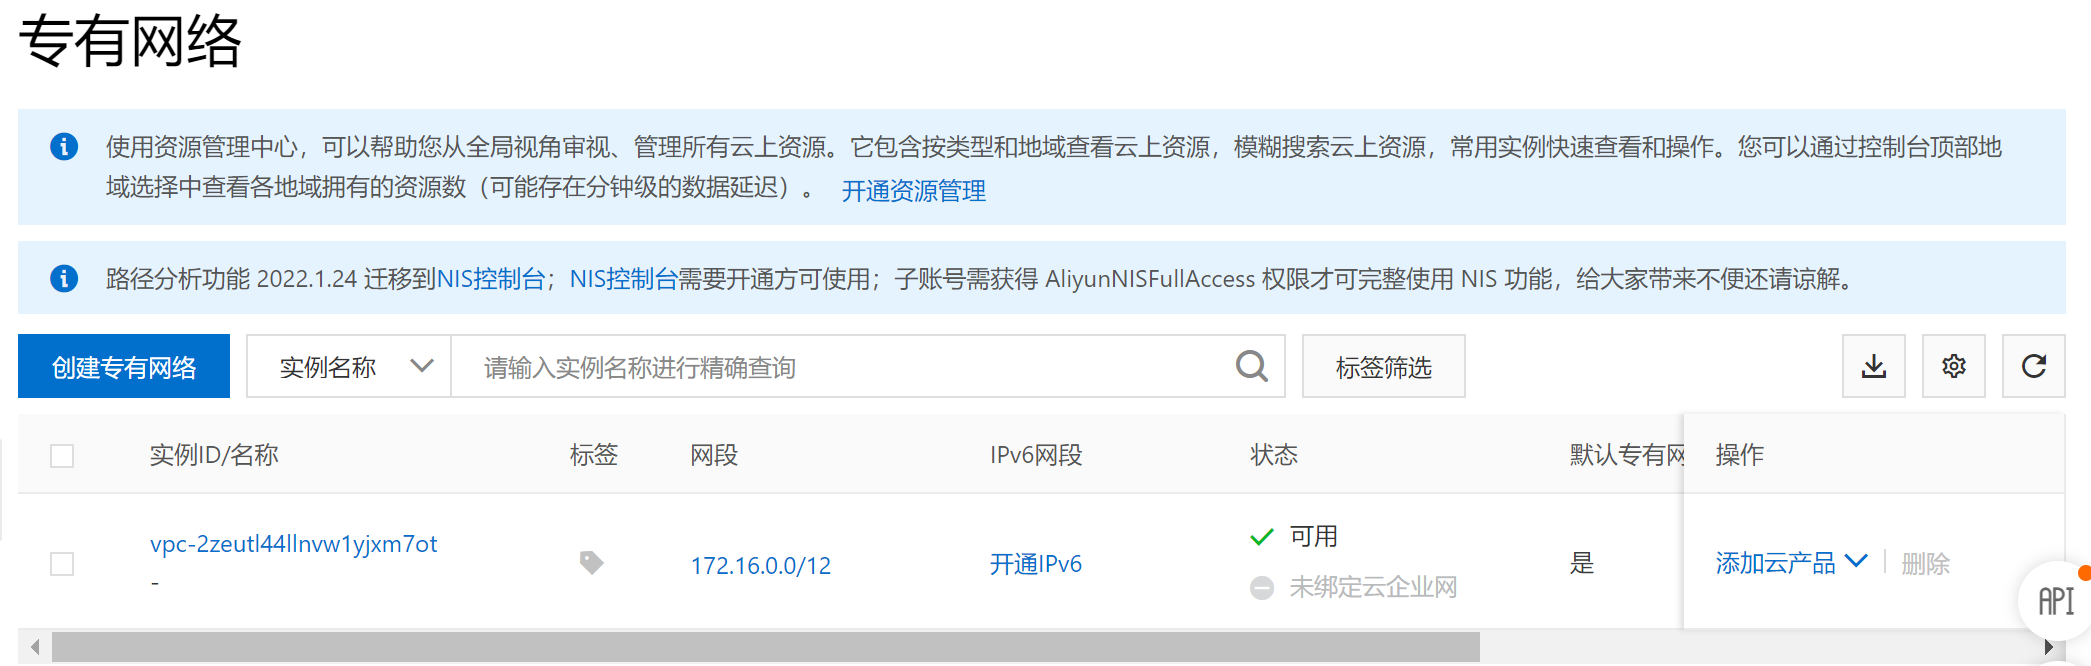 专有网络
使用资源管理中心，可以帮助您从全局视角审视、管理所有云上资源。它包含按类型和地域查看云上资源，模糊搜索云上资源，常用实例快速查看和操作。您可以通过控制台顶部地
域选择中查看各地域拥有的资源数（可能存在分钟级的数据延迟）。 开通资源管理
路径分析功能 2022.1.24 迁移到NIS控制台；NIS控制台需要开通方可使用；子账号需获得 AliyunNISFullAccess 权限才可完整使用 NIS 功能，给大家带来不便还请谅解。
创建专有网络 实例名称 请输入实例名称进行精确查询 标签筛选
实例ID/名称 标签 网段 IPv6网段 状态 默认专有网 操作
vpc-2zeutl44llnvw1yjxm7ot 172.16.0.0/12 开通IPv6 可用 是 添加云产品 删除
- 未绑定云企业网
API